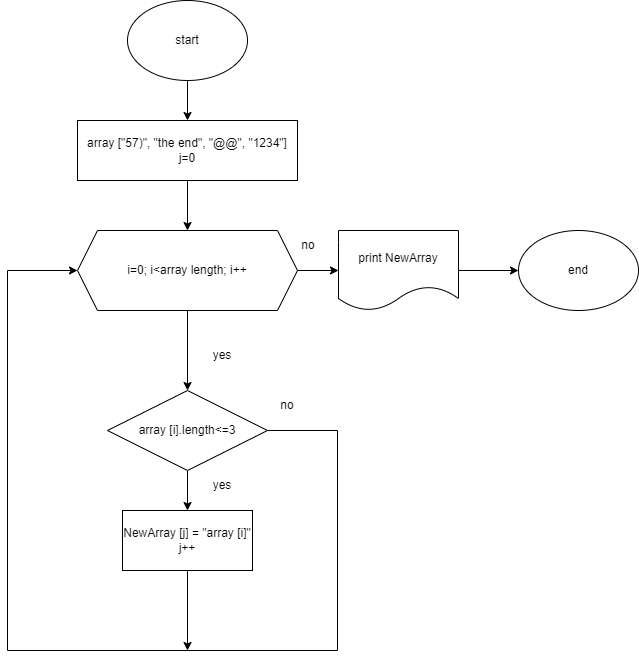 start
array ["57)", "the end", "@@", "1234"]
j=0
i=0; i<array length; i++
no
print NewArray
end
yes
array [i].length<=3
no
yes
NewArray [j] = "array [i]"
j++